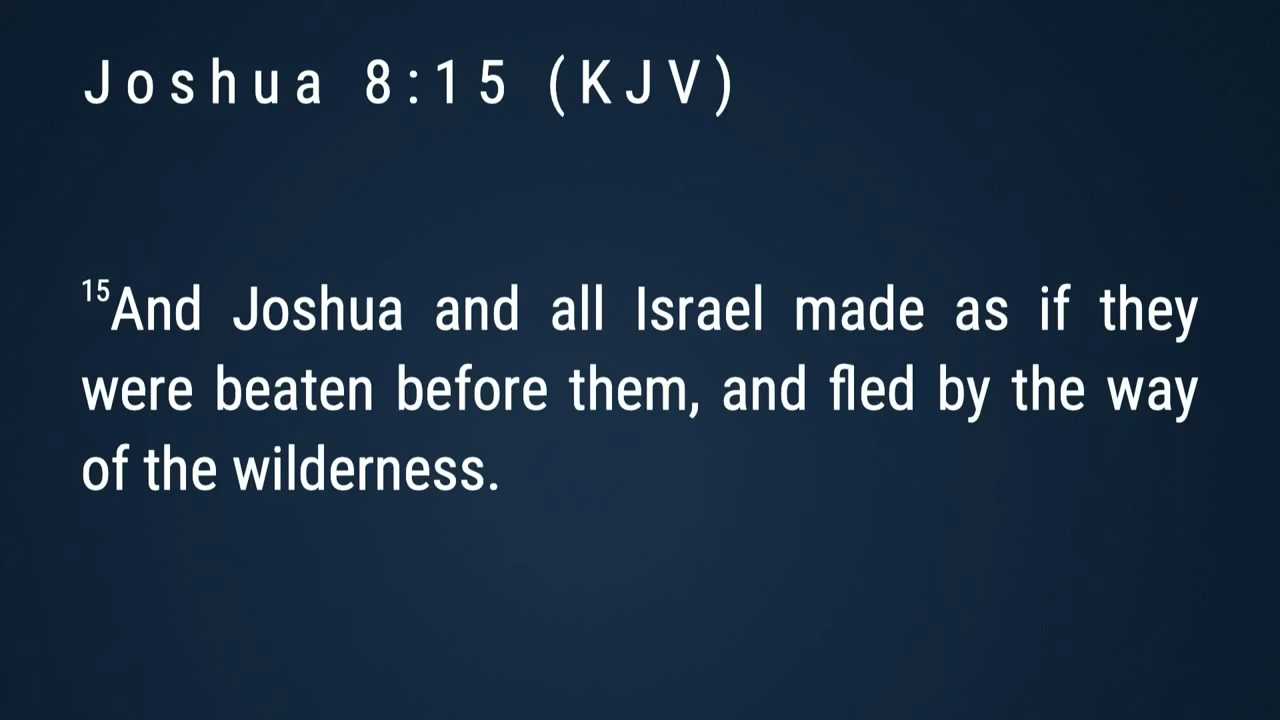 Joshua 8:15 (KJV)
15And Joshua and all Israel made as if they
were beaten before them, and fled by the way
of the wilderness.